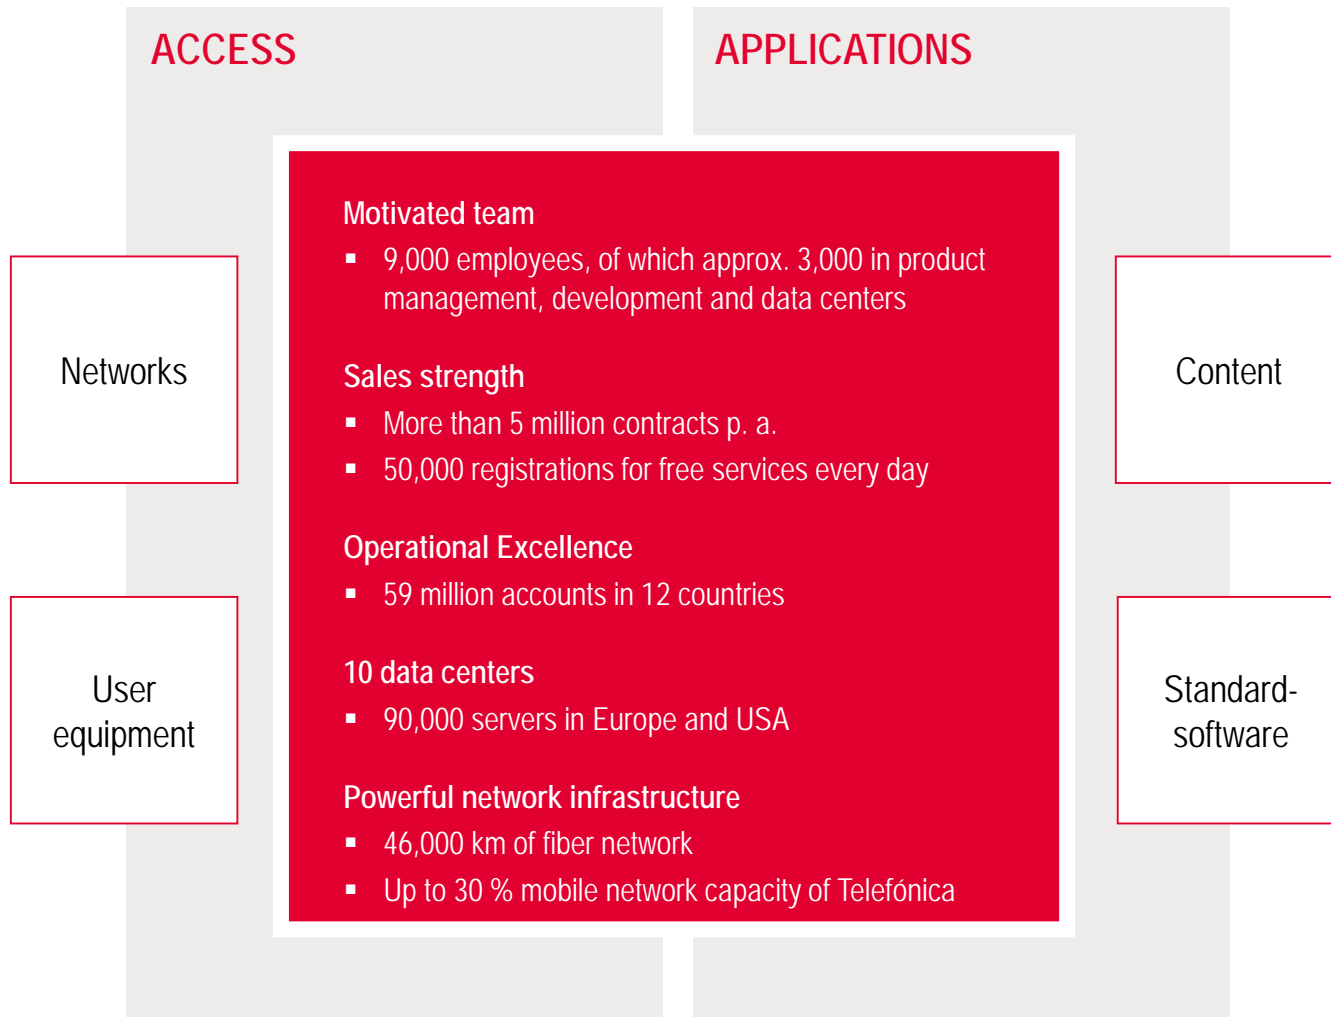 ACCESS
APPLICATIONS
Networks
User
equipment
Motivated team
▪ 9,000 employees, of which approx. 3,000 in product
management, development and data centers
Sales strength
▪ More than 5 million contracts p. a.
▪ 50,000 registrations for free services every day
Operational Excellence
▪ 59 million accounts in 12 countries
10 data centers
▪ 90,000 servers in Europe and USA
Powerful network infrastructure
▪ 46,000 km of fiber network
▪ Up to 30 % mobile network capacity of Telefónica
Content
Standard-
software